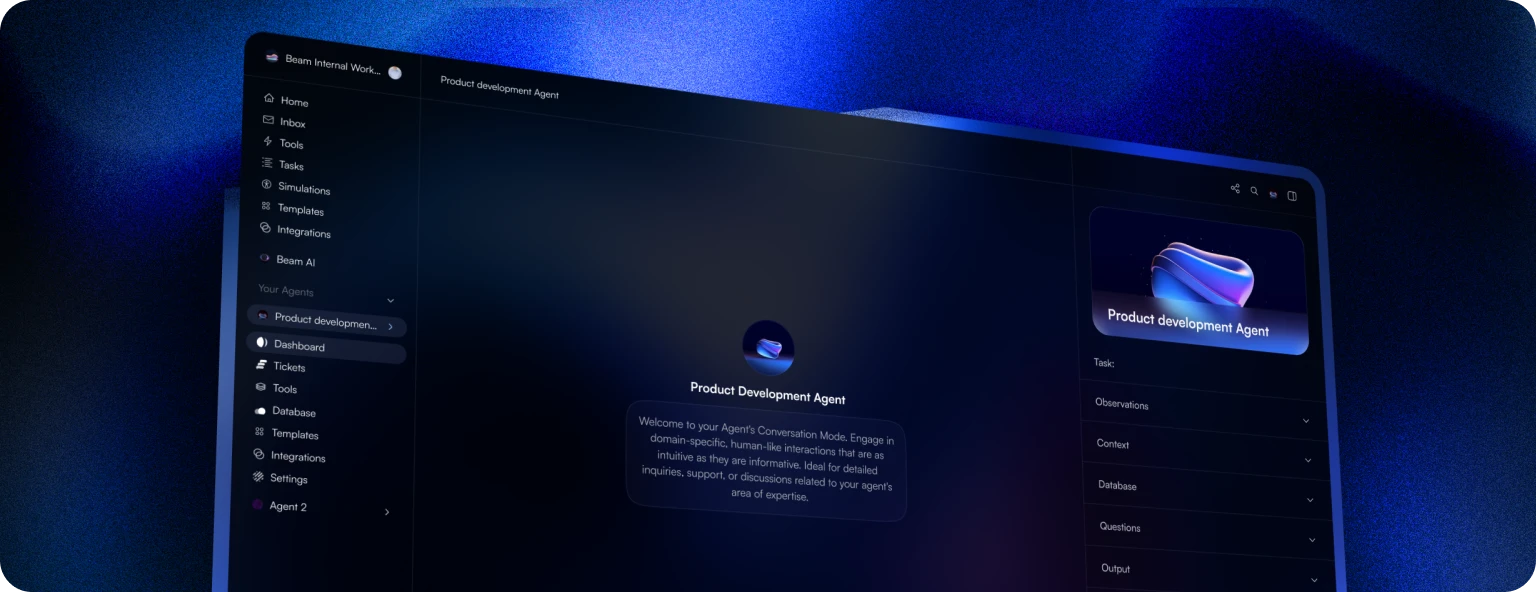 Beam Internal Work...
Product development Agent
Home
Inbox
Tools
Tasks
Simulations
Templates
Integrations
Beam AI
Your Agents
Product developmen...
Dashboard
Tickets
Tools
Database
Templates
Integrations
Settings
Agent 2
Product Development Agent
Welcome to your Agent's Conversation Mode. Engage in
domain-specific, human-like interactions that are as
intuitive as they are informative. Ideal for detailed
inquiries, support, or discussions related to your agent's
area of expertise.
Product development Agent
Task:
Observations
Context
Database
Questions
Output